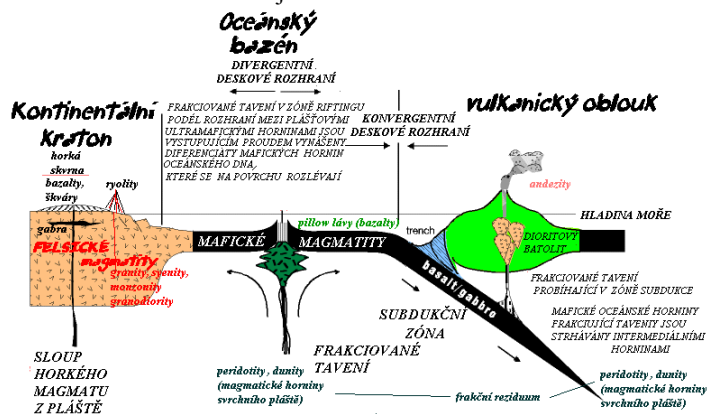 Oceánský
bazén
DIVERGENTNÍ
DESKOVÉ ROZHRANÍ
Kontinentální
Kraton
horká
skvrna
bazalty,
škváry
ryolity
gabra
FELSICKÉ
magmatity
granity, syenity,
monzonity
granodiority
SLOUP
HORKÉHO
MAGMATU
Z PLÁŠTĚ
FRAKCIOVANÉ TAVENÍ V ZÓNĚ RIFTINGU
PODÉL ROZHRANÍ MEZI PLÁŠŤOVÝMI
ULTRAMAFICKÝMI HORNINAMI JSOU
VYSTUPUJÍCÍM PROUDEM VYNÁŠENY
DIFERENCIÁTY MAFICKÝCH HORNIN
OCEÁNSKÉHO DNA,
KTERÉ SE NA POVRCHU ROZLÉVAJÍ
KONVERGENTNÍ
DESKOVÉ ROZHRANÍ
vulkanický oblouk
andezity
HLADINA MOŘE
pillow lávy (bazalty)
trench
MAFICKÉ
MAGMATITY
DIORITOVÝ
BATOLIT
basalt/gabbro
FRAKCIOVANÉ TAVENÍ
PROBÍHAJÍCÍ V ZÓNĚ SUBDUKCE
SUBDUKČNÍ
ZÓNA
MAFICKÉ OCEÁNSKÉ HORNINY
FRAKCIUJÍCÍ TAVENIY JSOU
STRHÁVÁNY INTERMEDIÁLNÍMI
HORNINAMI
FRAKCIOVANÉ
TAVENÍ
peridotity, dunity
(magmatické horniny
svrchního pláště)
frakční reziduum
peridotity, dunity
(magmatické horniny
svrchního pláště)